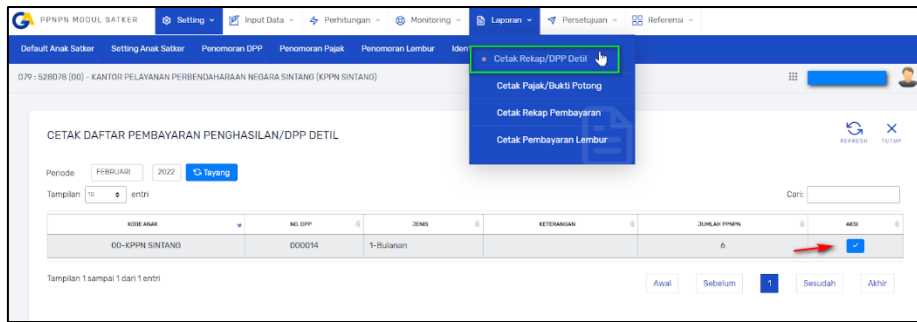 PPNPN MODUL SATKER Setting Input Data Perhitungan Monitoring Laporan Persetujuan Referensi
Default Anak Satker Setting Anak Satker Penomoran DPP Penomoran Pajak Penomoran Lembur Iden
Cetak Rekap/DPP Detil
Cetak Pajak/Bukti Potong
Cetak Rekap Pembayaran
Cetak Pembayaran Lembur
079 : 528078 (00) - KANTOR PELAYANAN PERBENDAHARAAN NEGARA SINTANG (KPPN SINTANG)
CETAK DAFTAR PEMBAYARAN PENGHASILAN/DPP DETIL
REFRESH TUTUP
Periode FEBRUARI 2022 Tayang
Tampilan 10 entri Cari:
KODE ANAK NO. DPP JENIS KETERANGAN JUMLAH PPNPN AKSI
00-KPPN SINTANG 000014 1-Bulanan 6
Tampilan 1 sampai 1 dari 1 entri
Awal Sebelum 1 Sesudah Akhir